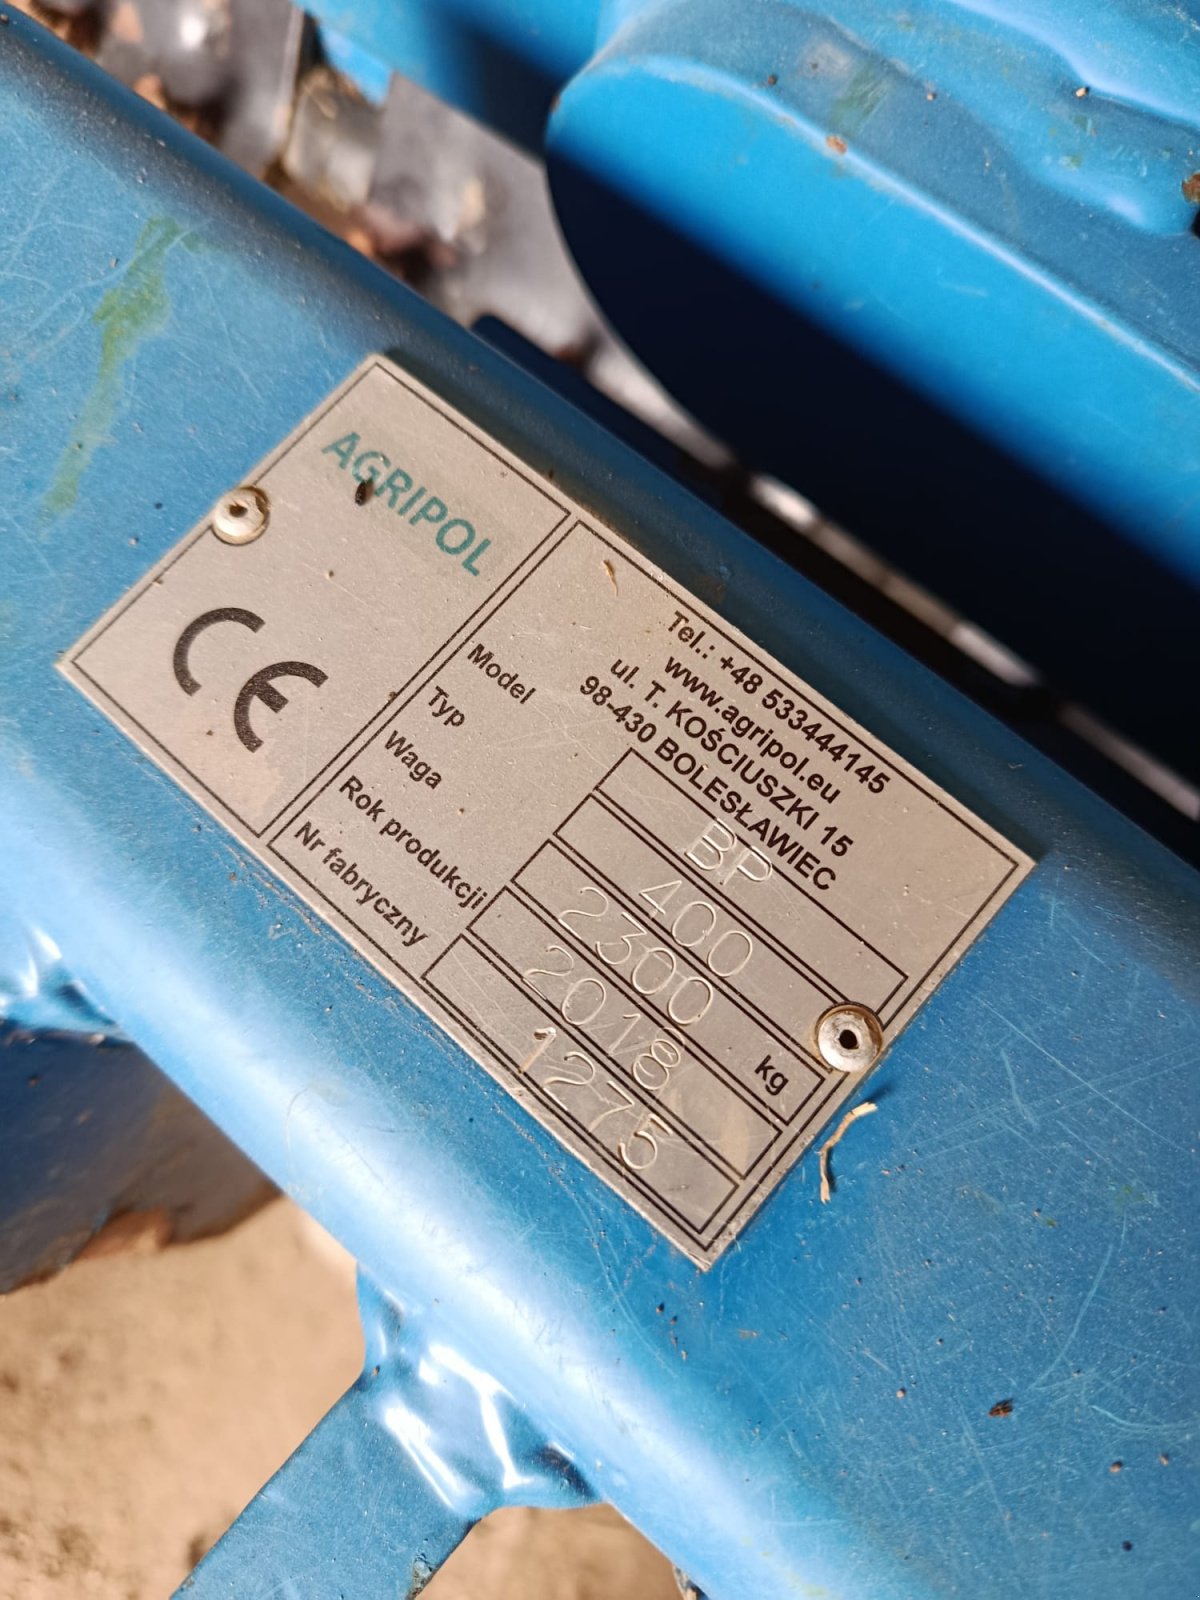 AGRIPOL
CE
Tel.: +48 533444145
www.agripol.eu
ul. T. KOŚCIUSZKI 15
98-430 BOLESŁAWIEC
Model BP
Typ 400
Waga 2300 kg
Rok produkcji 2018
Nr fabryczny 1275